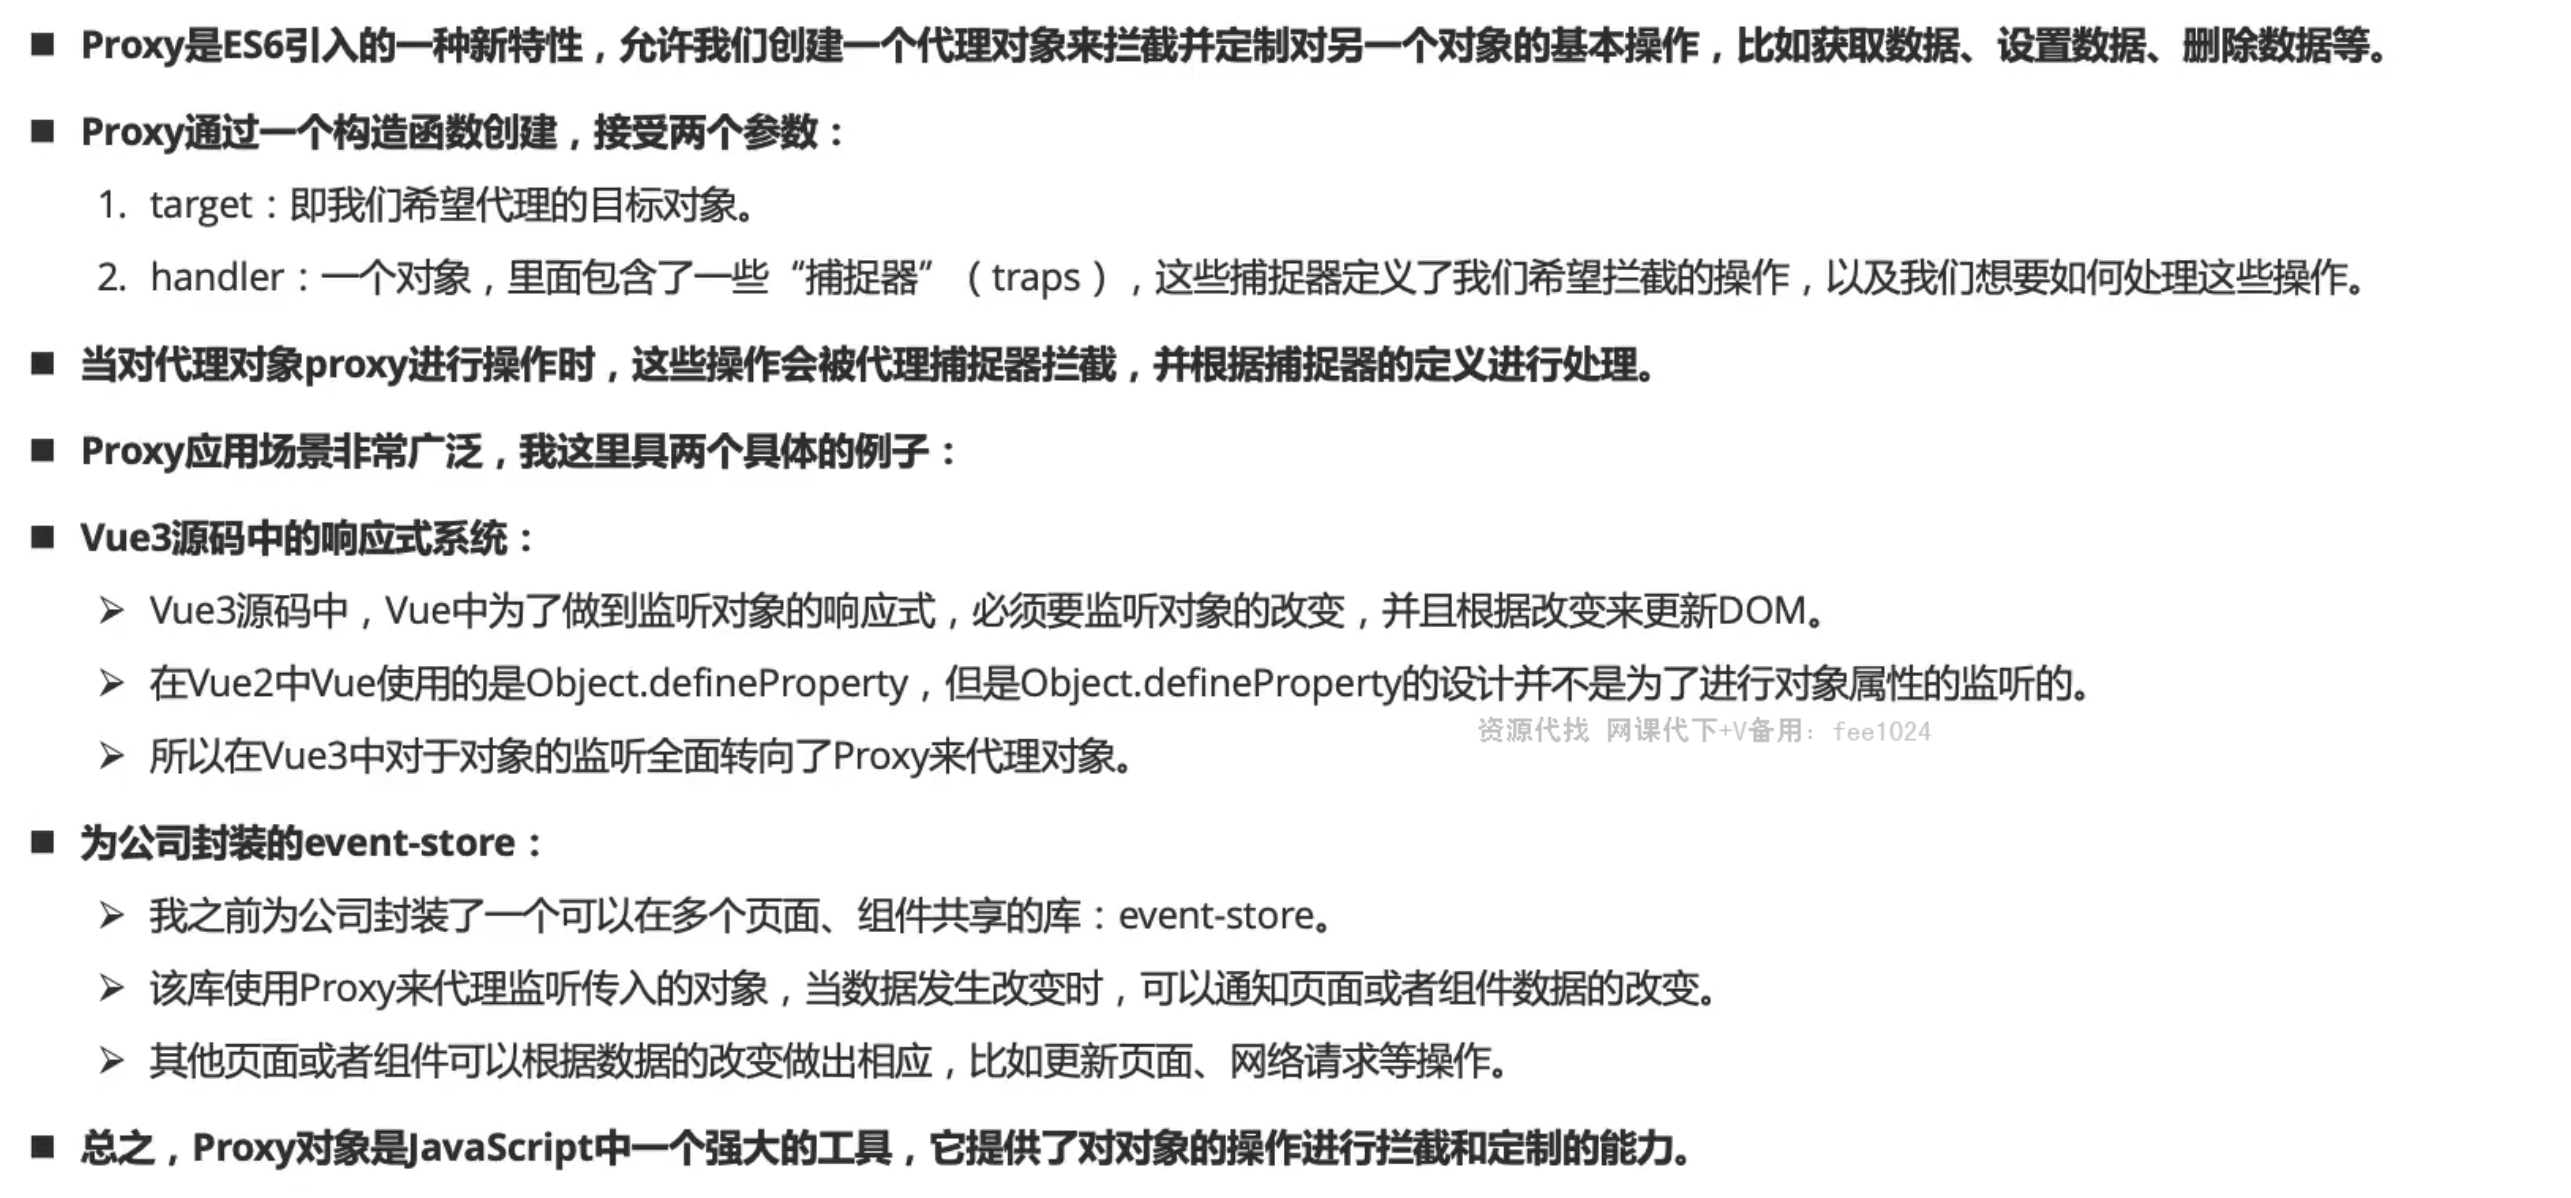 ■ Proxy是ES6引入的一种新特性，允许我们创建一个代理对象来拦截并定制对另一个对象的基本操作，比如获取数据、设置数据、删除数据等。
■ Proxy通过一个构造函数创建，接受两个参数：
1. target：即我们希望代理的目标对象。
2. handler：一个对象，里面包含了一些“捕捉器”（traps），这些捕捉器定义了我们希望拦截的操作，以及我们想要如何处理这些操作。
■ 当对代理对象proxy进行操作时，这些操作会被代理捕捉器拦截，并根据捕捉器的定义进行处理。
■ Proxy应用场景非常广泛，我这里具两个具体的例子：
■ Vue3源码中的响应式系统：
➢ Vue3源码中，Vue中为了做到监听对象的响应式，必须要监听对象的改变，并且根据改变来更新DOM。
➢ 在Vue2中Vue使用的是Object.defineProperty，但是Object.defineProperty的设计并不是为了进行对象属性的监听的。
资源代找 网课代下+V备用：fee1024
➢ 所以在Vue3中对于对象的监听全面转向了Proxy来代理对象。
■ 为公司封装的event-store：
➢ 我之前为公司封装了一个可以在多个页面、组件共享的库：event-store。
➢ 该库使用Proxy来代理监听传入的对象，当数据发生改变时，可以通知页面或者组件数据的改变。
➢ 其他页面或者组件可以根据数据的改变做出相应，比如更新页面、网络请求等操作。
■ 总之，Proxy对象是JavaScript中一个强大的工具，它提供了对对象的操作进行拦截和定制的能力。